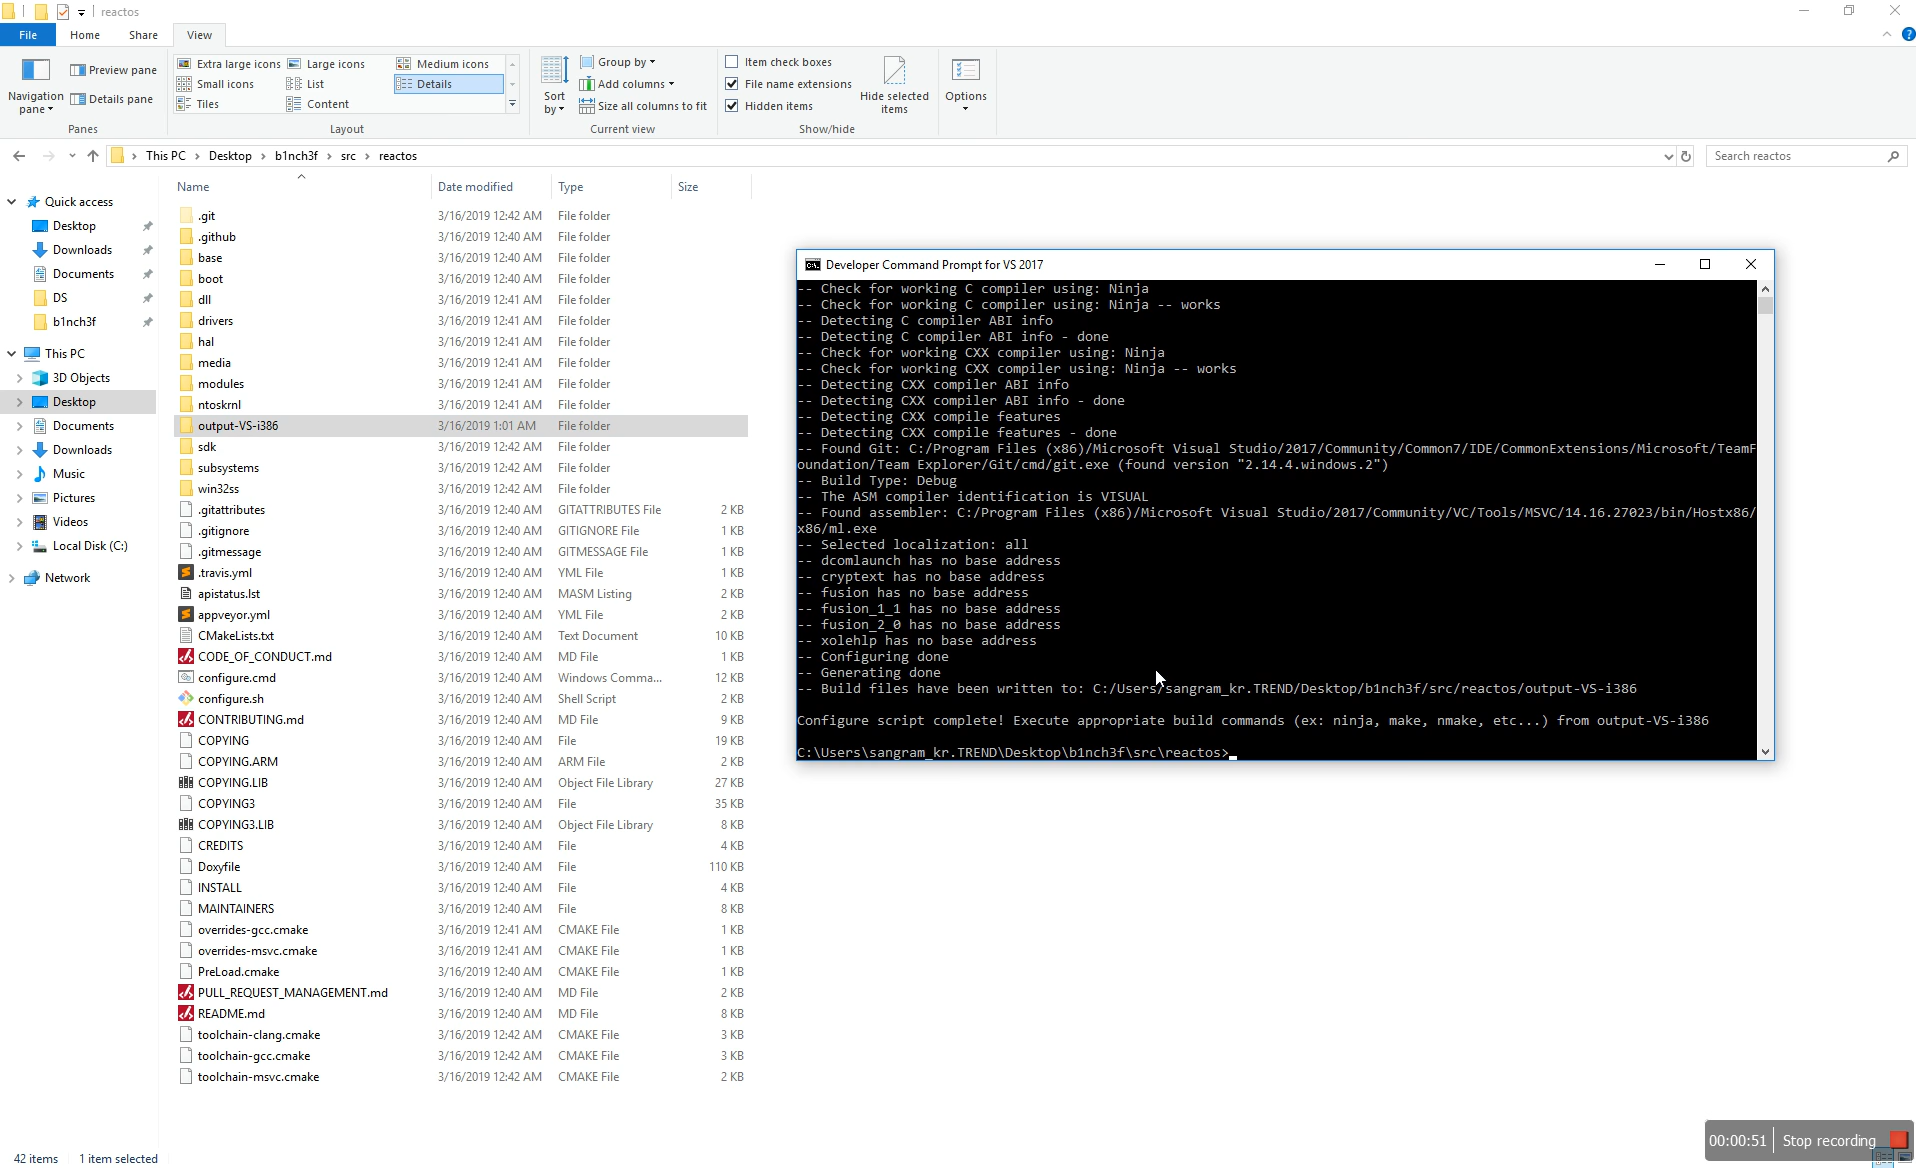 reactos
File Home Share View
Navigation pane
Preview pane
Details pane
Panes
Extra large icons Large icons Medium icons
Small icons List Details
Tiles Content
Layout
Sort by
Group by
Add columns
Size all columns to fit
Current view
Item check boxes
File name extensions
Hidden items
Hide selected items
Show/hide
Options
This PC > Desktop > b1nch3f > src > reactos
Search reactos
Quick access
Desktop
Downloads
Documents
DS
b1nch3f
This PC
3D Objects
Desktop
Documents
Downloads
Music
Pictures
Videos
Local Disk (C:)
Network
Name Date modified Type Size
.git 3/16/2019 12:42 AM File folder
.github 3/16/2019 12:40 AM File folder
base 3/16/2019 12:40 AM File folder
boot 3/16/2019 12:40 AM File folder
dll 3/16/2019 12:41 AM File folder
drivers 3/16/2019 12:41 AM File folder
hal 3/16/2019 12:41 AM File folder
media 3/16/2019 12:41 AM File folder
modules 3/16/2019 12:41 AM File folder
ntoskrnl 3/16/2019 12:41 AM File folder
output-VS-i386 3/16/2019 1:01 AM File folder
sdk 3/16/2019 12:42 AM File folder
subsystems 3/16/2019 12:42 AM File folder
win32ss 3/16/2019 12:42 AM File folder
.gitattributes 3/16/2019 12:40 AM GITATTRIBUTES File 2 KB
.gitignore 3/16/2019 12:40 AM GITIGNORE File 1 KB
.gitmessage 3/16/2019 12:40 AM GITMESSAGE File 1 KB
.travis.yml 3/16/2019 12:40 AM YML File 1 KB
apistatus.lst 3/16/2019 12:40 AM MASM Listing 2 KB
appveyor.yml 3/16/2019 12:40 AM YML File 2 KB
CMakeLists.txt 3/16/2019 12:40 AM Text Document 10 KB
CODE_OF_CONDUCT.md 3/16/2019 12:40 AM MD File 1 KB
configure.cmd 3/16/2019 12:40 AM Windows Comma... 12 KB
configure.sh 3/16/2019 12:40 AM Shell Script 2 KB
CONTRIBUTING.md 3/16/2019 12:40 AM MD File 9 KB
COPYING 3/16/2019 12:40 AM File 19 KB
COPYING.ARM 3/16/2019 12:40 AM ARM File 2 KB
COPYING.LIB 3/16/2019 12:40 AM Object File Library 27 KB
COPYING3 3/16/2019 12:40 AM File 35 KB
COPYING3.LIB 3/16/2019 12:40 AM Object File Library 8 KB
CREDITS 3/16/2019 12:40 AM File 4 KB
Doxyfile 3/16/2019 12:40 AM File 110 KB
INSTALL 3/16/2019 12:40 AM File 4 KB
MAINTAINERS 3/16/2019 12:40 AM File 8 KB
overrides-gcc.cmake 3/16/2019 12:41 AM CMAKE File 1 KB
overrides-msvc.cmake 3/16/2019 12:41 AM CMAKE File 1 KB
PreLoad.cmake 3/16/2019 12:40 AM CMAKE File 1 KB
PULL_REQUEST_MANAGEMENT.md 3/16/2019 12:40 AM MD File 2 KB
README.md 3/16/2019 12:40 AM MD File 8 KB
toolchain-clang.cmake 3/16/2019 12:42 AM CMAKE File 3 KB
toolchain-gcc.cmake 3/16/2019 12:42 AM CMAKE File 3 KB
toolchain-msvc.cmake 3/16/2019 12:42 AM CMAKE File 2 KB
Developer Command Prompt for VS 2017
-- Check for working C compiler using: Ninja
-- Check for working C compiler using: Ninja -- works
-- Detecting C compiler ABI info
-- Detecting C compiler ABI info - done
-- Check for working CXX compiler using: Ninja
-- Check for working CXX compiler using: Ninja -- works
-- Detecting CXX compiler ABI info
-- Detecting CXX compiler ABI info - done
-- Detecting CXX compile features
-- Detecting CXX compile features - done
-- Found Git: C:/Program Files (x86)/Microsoft Visual Studio/2017/Community/Common7/IDE/CommonExtensions/Microsoft/TeamF
oundation/Team Explorer/Git/cmd/git.exe (found version "2.14.4.windows.2")
-- Build Type: Debug
-- The ASM compiler identification is VISUAL
-- Found assembler: C:/Program Files (x86)/Microsoft Visual Studio/2017/Community/VC/Tools/MSVC/14.16.27023/bin/Hostx86/
x86/ml.exe
-- Selected localization: all
-- dcomlaunch has no base address
-- cryptext has no base address
-- fusion has no base address
-- fusion_1_1 has no base address
-- fusion_2_0 has no base address
-- xolehlp has no base address
-- Configuring done
-- Generating done
-- Build files have been written to: C:/Users/sangram_kr.TREND/Desktop/b1nch3f/src/reactos/output-VS-i386
Configure script complete! Execute appropriate build commands (ex: ninja, make, nmake, etc...) from output-VS-i386
C:\Users\sangram_kr.TREND\Desktop\b1nch3f\src\reactos>
00:00:51 Stop recording
42 items 1 item selected